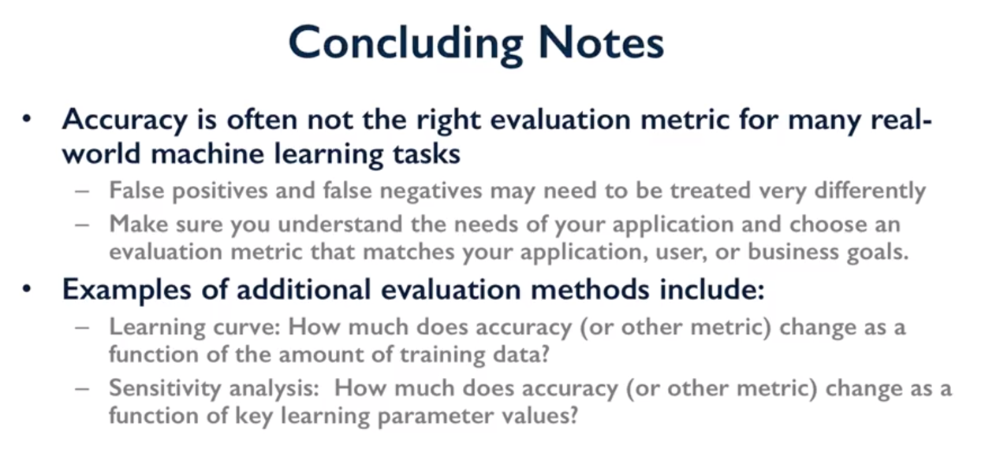 Concluding Notes
• Accuracy is often not the right evaluation metric for many real-
world machine learning tasks
– False positives and false negatives may need to be treated very differently
– Make sure you understand the needs of your application and choose an
evaluation metric that matches your application, user, or business goals.
• Examples of additional evaluation methods include:
– Learning curve: How much does accuracy (or other metric) change as a
function of the amount of training data?
– Sensitivity analysis:  How much does accuracy (or other metric) change as a
function of key learning parameter values?